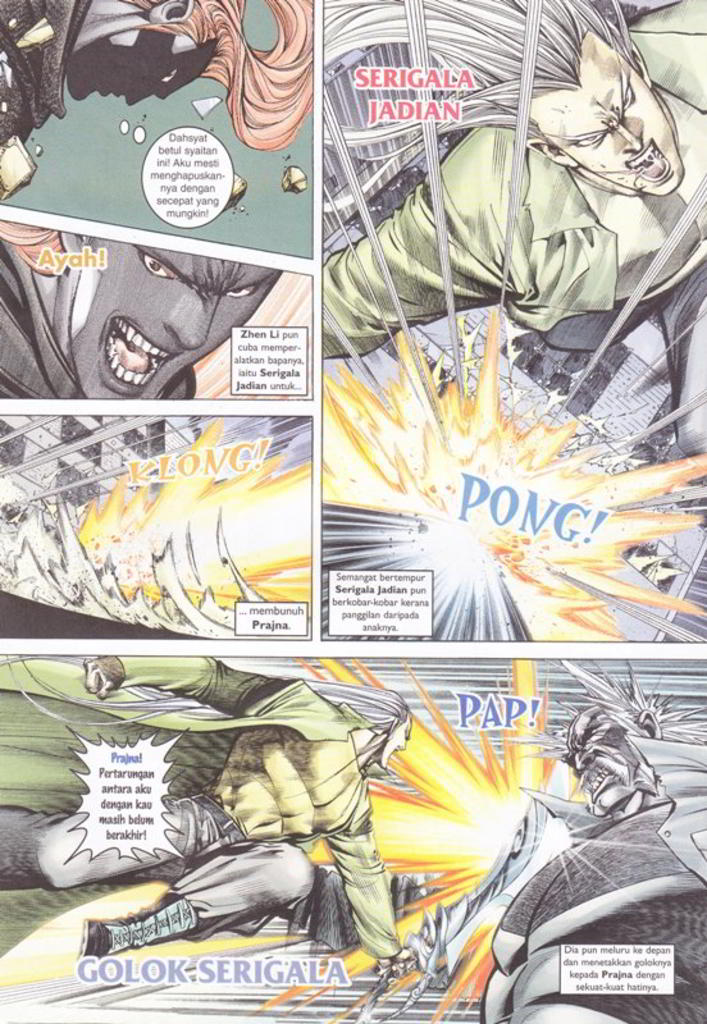 Dahsyat
betul syaitan
ini! Aku mesti
menghapuskan-
nya dengan
secepat yang
mungkin!
Ayah!
Zhen Li pun
cuba memper-
alatkan bapanya,
iaitu Serigala
Jadian untuk...
KLONG!
... membunuh
Prajna.
SERIGALA
JADIAN
PONG!
Semangat bertempur
Serigala Jadian pun
berkobar-kobar kerana
panggilan daripada
anaknya.
PAP!
Prajna!
Pertarungan
antara aku
dengan kau
masih belum
berakhir!
GOLOK SERIGALA
Dia pun meluru ke depan
dan menetakkan goloknya
kepada Prajna dengan
sekuat-kuat hatinya.